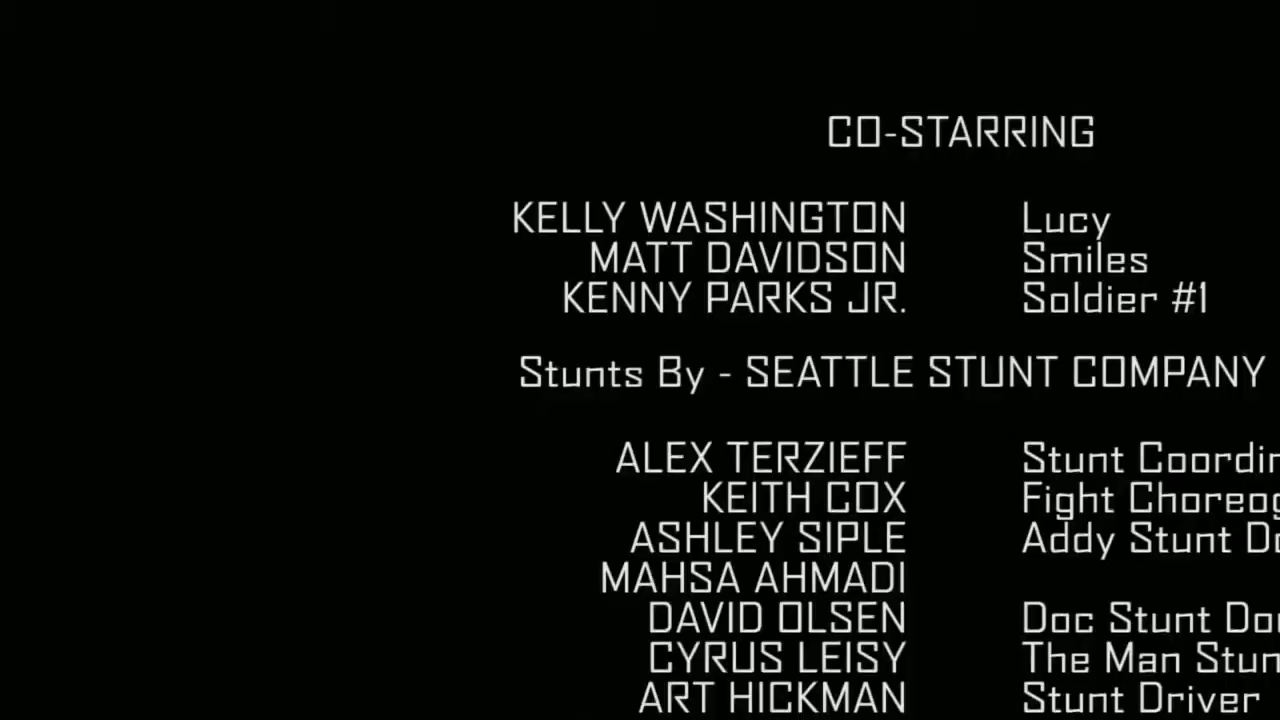 CO-STARRING
KELLY WASHINGTON Lucy
MATT DAVIDSON Smiles
KENNY PARKS JR. Soldier #1
Stunts By - SEATTLE STUNT COMPANY
ALEX TERZIEFF Stunt
KEITH COX Fight
ASHLEY SIPLE Addy Stunt
MAHSA AHMADI
DAVID OLSEN Doc Stunt
CYRUS LEISY The Man
ART HICKMAN Stunt Driver